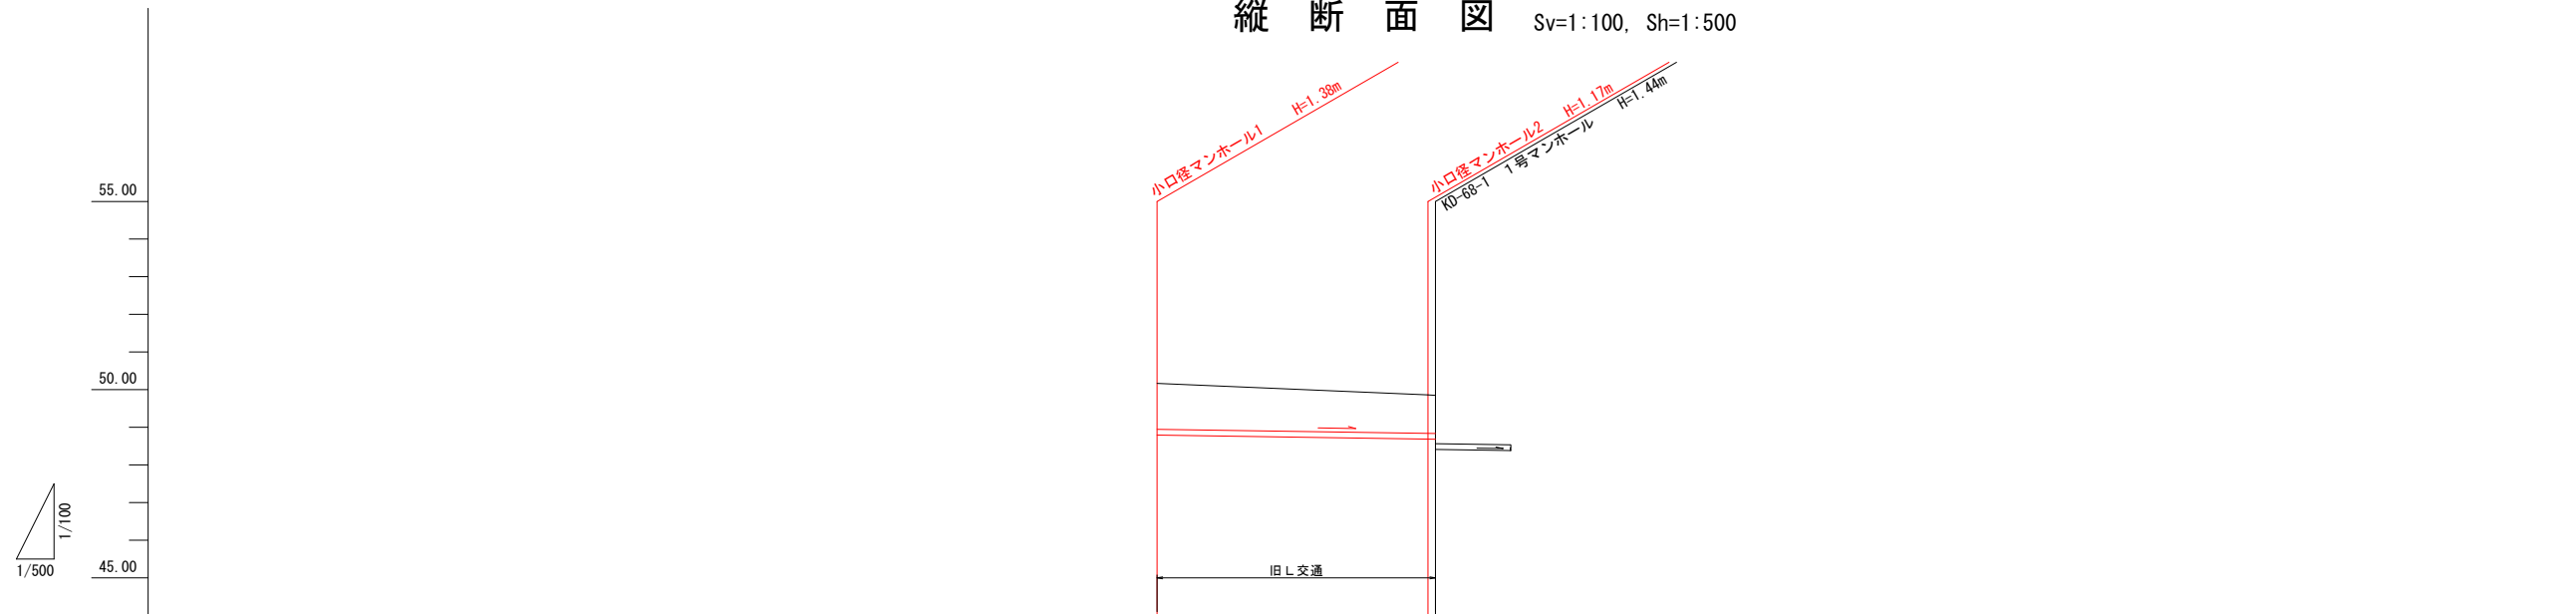 縦断面図 Sv=1:100, Sh=1:500
小口径マンホール1 H=1.38m
小口径マンホール2 H=1.17m
KD-68-1 1号マンホール H=1.44m
55.00
50.00
45.00
1/100
1/500
旧L交通